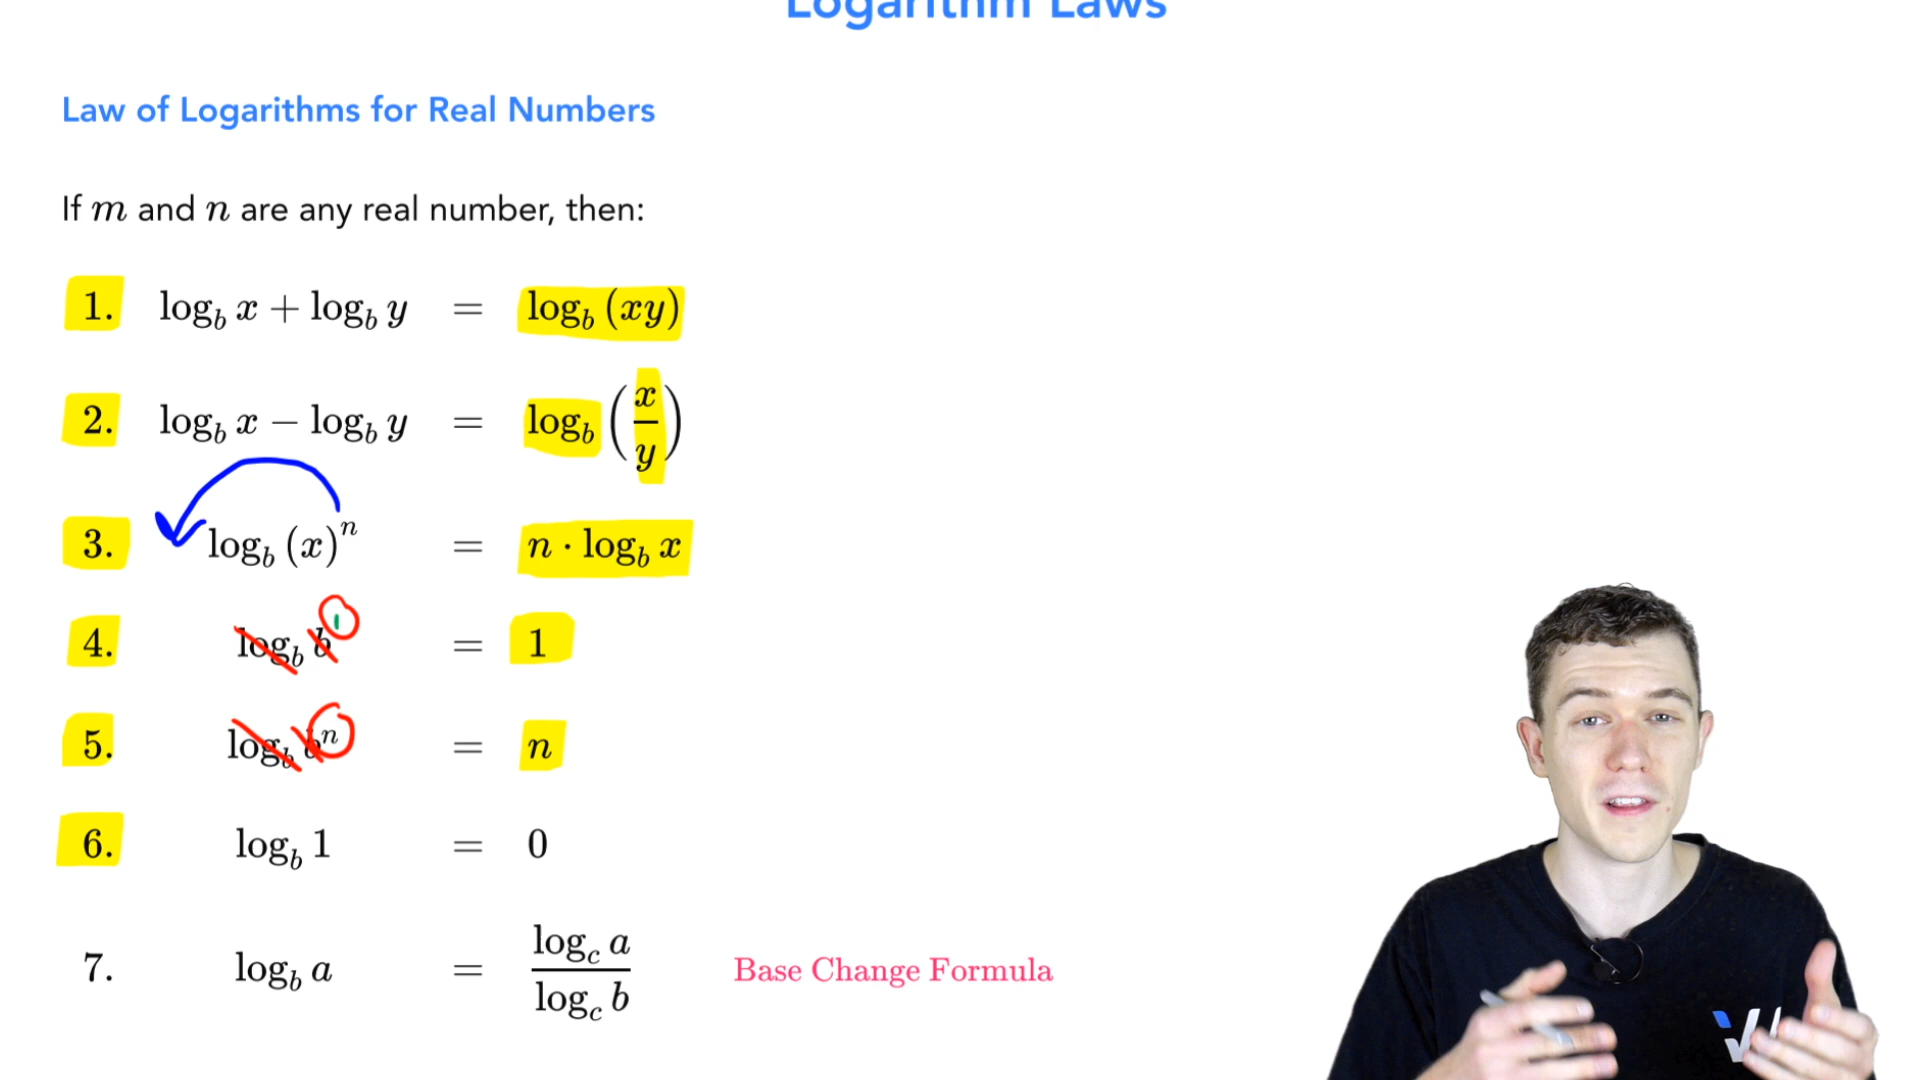 Logarithm Laws
Law of Logarithms for Real Numbers
If m and n are any real number, then:
1. log_b x + log_b y = log_b (xy)
2. log_b x − log_b y = log_b (x/y)
3. log_b (x)^n = n · log_b x
4. log_b b^1 = 1
5. log_b b^n = n
6. log_b 1 = 0
7. log_b a = log_c a / log_c b Base Change Formula